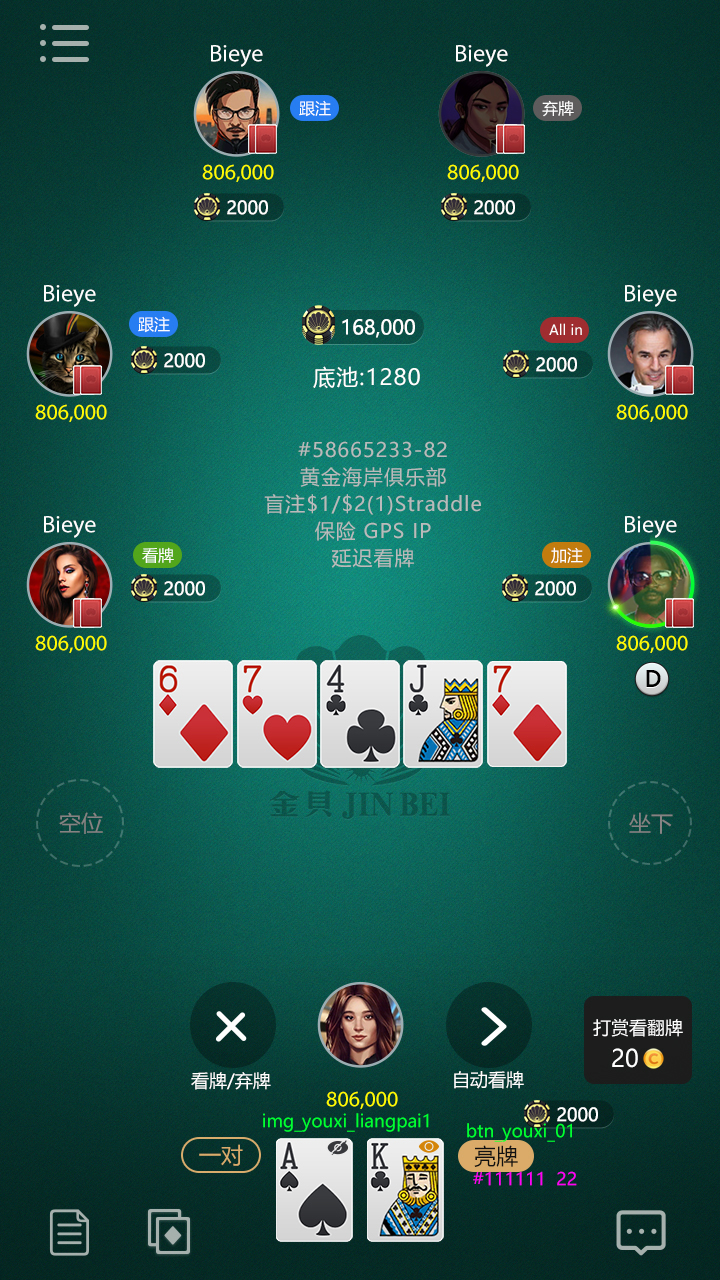 Bieye
Bieye
跟注
弃牌
806,000
806,000
2000
2000
Bieye
Bieye
跟注
168,000
All in
2000
2000
底池:1280
806,000
806,000
#58665233-82
黄金海岸俱乐部
盲注$1/$2(1)Straddle
保险 GPS IP
延迟看牌
Bieye
Bieye
看牌
加注
2000
2000
806,000
806,000
D
6
7
4
J
7
金貝 JIN BEI
空位
坐下
打赏看翻牌
20
看牌/弃牌
自动看牌
806,000
2000
img_youxi_liangpai1
btn_youxi_01
一对
A
K
亮牌
#111111 22